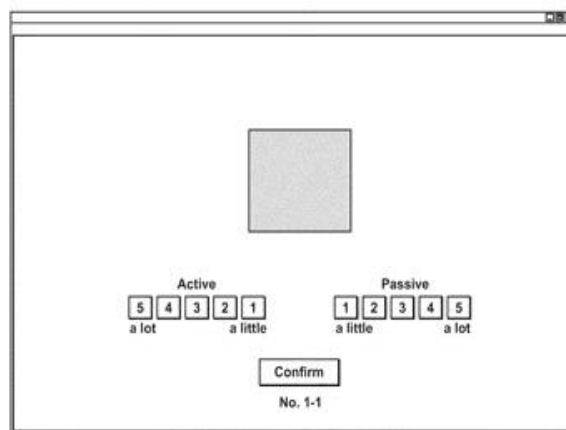 Active Passive
5 4 3 2 1 1 2 3 4 5
a lot a little a little a lot
Confirm
No. 1-1